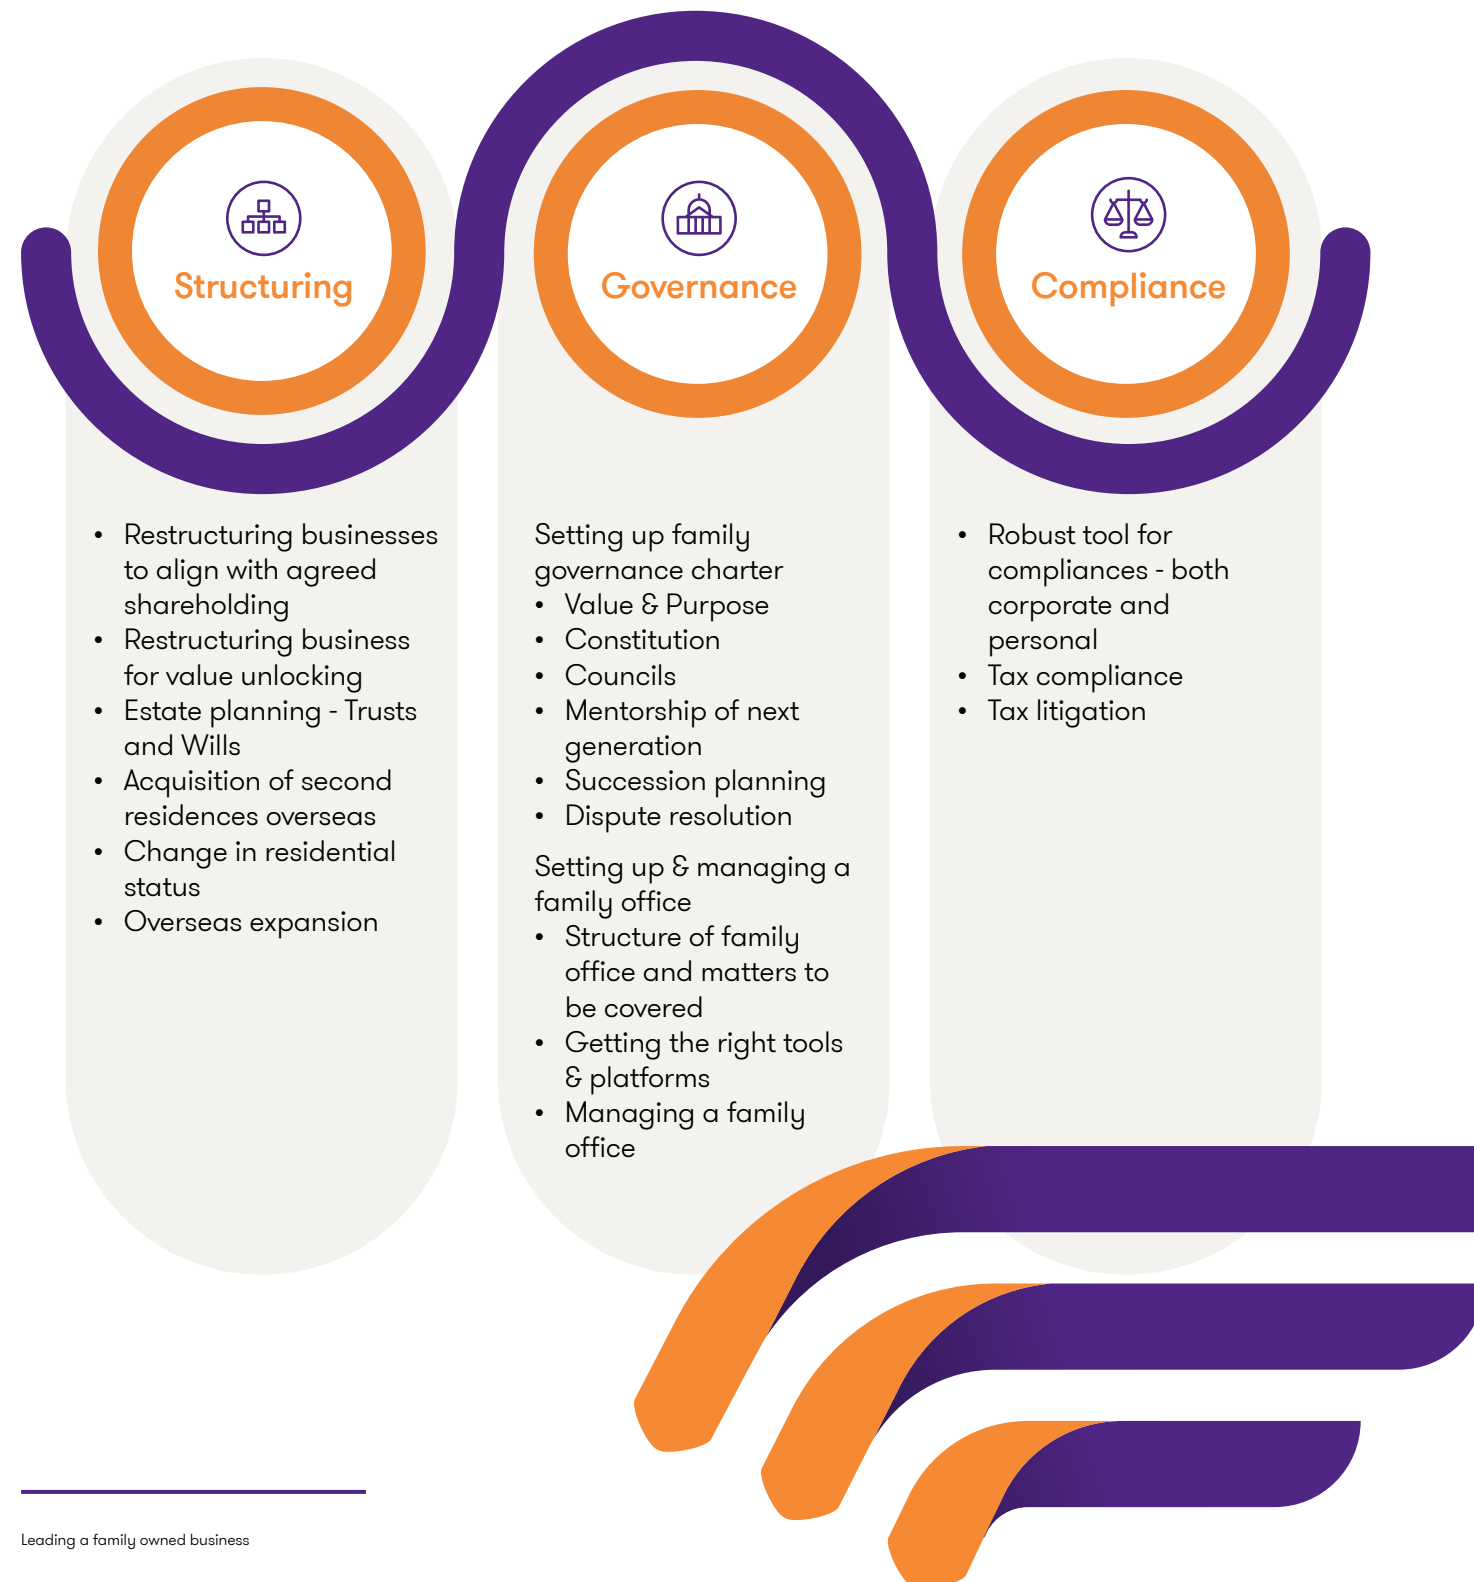 Structuring
• Restructuring businesses
to align with agreed
shareholding
• Restructuring business
for value unlocking
• Estate planning - Trusts
and Wills
• Acquisition of second
residences overseas
• Change in residential
status
• Overseas expansion
Governance
Setting up family
governance charter
• Value & Purpose
• Constitution
• Councils
• Mentorship of next
generation
• Succession planning
• Dispute resolution
Setting up & managing a
family office
• Structure of family
office and matters to
be covered
• Getting the right tools
& platforms
• Managing a family
office
Compliance
• Robust tool for
compliances - both
corporate and
personal
• Tax compliance
• Tax litigation
Leading a family owned business